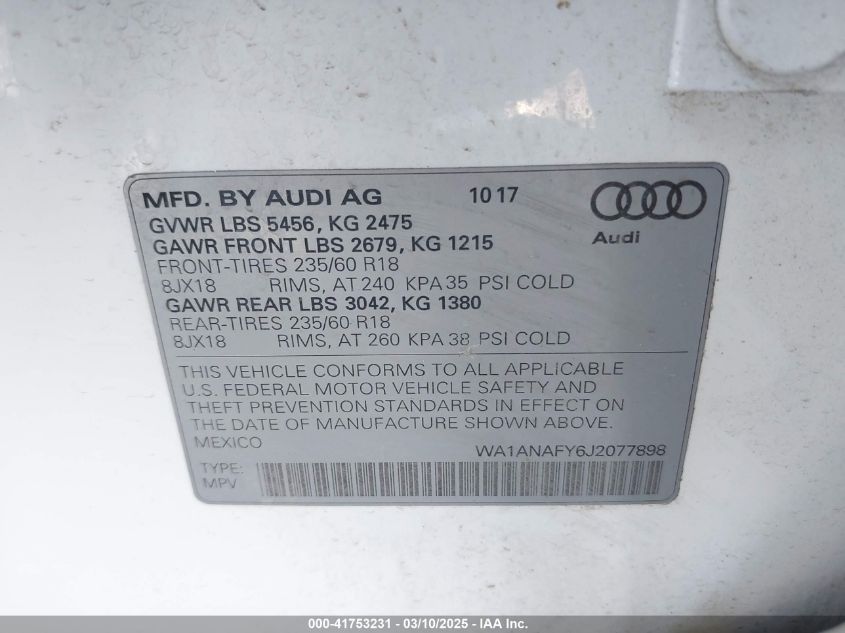 MFD. BY AUDI AG 10 17
GVWR LBS 5456, KG 2475
GAWR FRONT LBS 2679, KG 1215
Audi
FRONT-TIRES 235/60 R18
8JX18 RIMS, AT 240 KPA 35 PSI COLD
GAWR REAR LBS 3042, KG 1380
REAR-TIRES 235/60 R18
8JX18 RIMS, AT 260 KPA 38 PSI COLD
THIS VEHICLE CONFORMS TO ALL APPLICABLE
U.S. FEDERAL MOTOR VEHICLE SAFETY AND
THEFT PREVENTION STANDARDS IN EFFECT ON
THE DATE OF MANUFACTURE SHOWN ABOVE.
MEXICO WA1ANAFY6J2077898
TYPE:
MPV
000-41753231 - 03/10/2025 - IAA Inc.